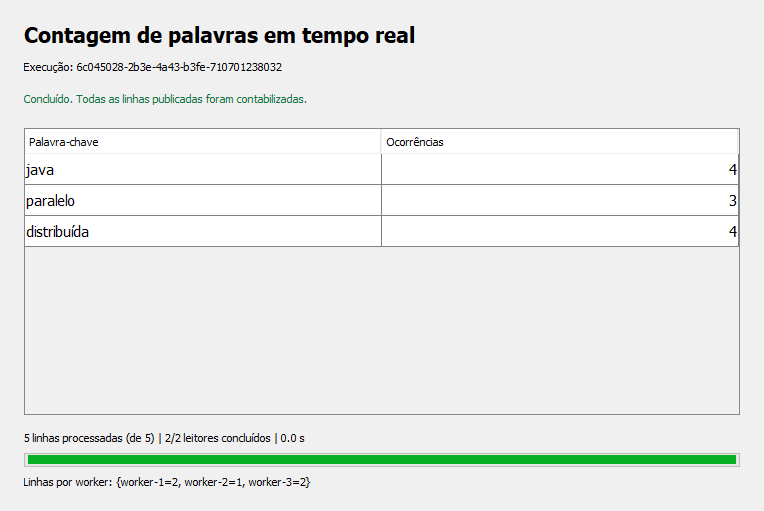 Contagem de palavras em tempo real
Execução: 6c045028-2b3e-4a43-b3fe-710701238032
Concluído. Todas as linhas publicadas foram contabilizadas.
Palavra-chave Ocorrências
java 4
paralelo 3
distribuída 4
5 linhas processadas (de 5) | 2/2 leitores concluídos | 0.0 s
Linhas por worker: {worker-1=2, worker-2=1, worker-3=2}